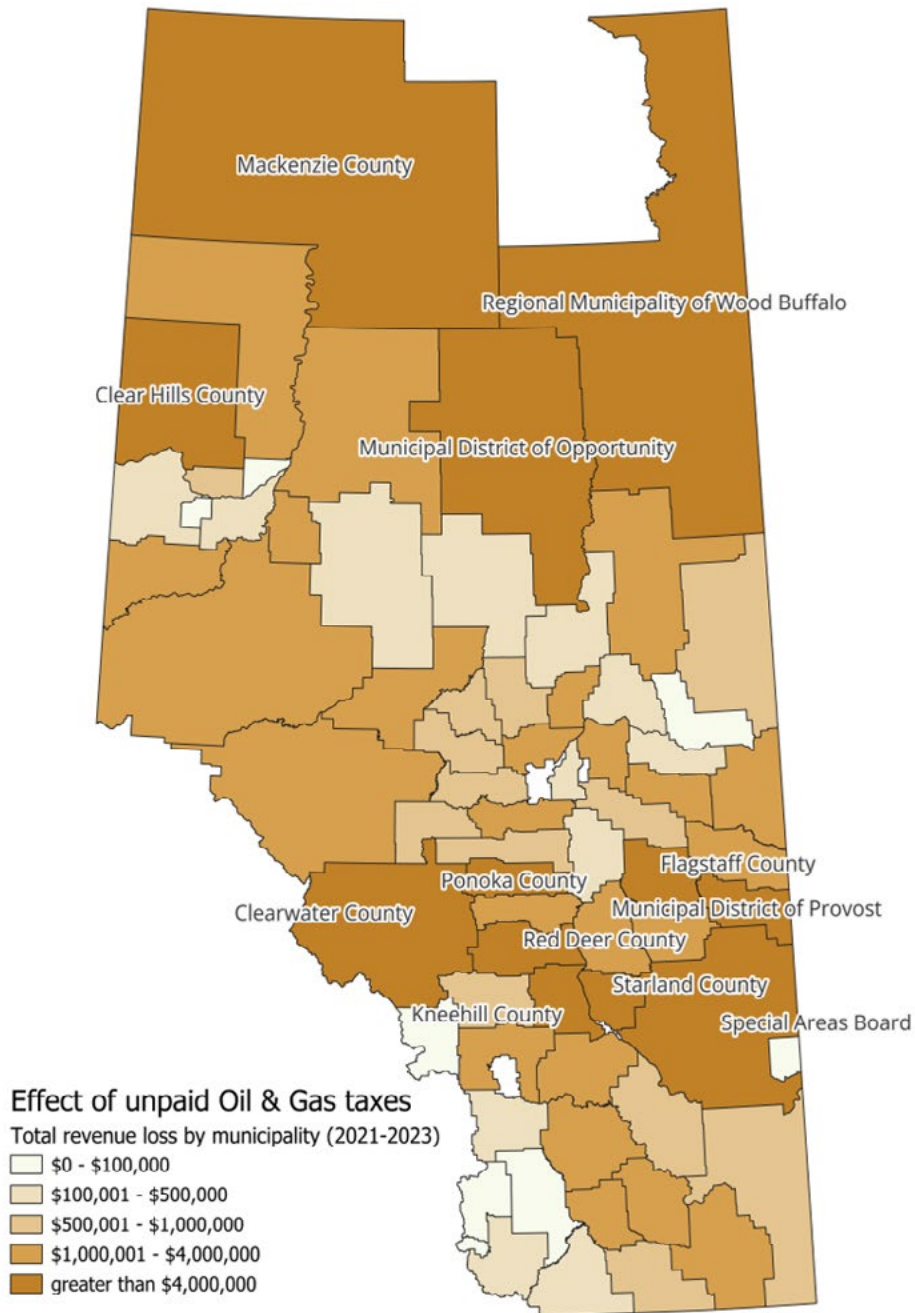 Mackenzie County
Regional Municipality of Wood Buffalo
Clear Hills County
Municipal District of Opportunity
Flagstaff County
Ponoka County
Clearwater County
Municipal District of Provost
Red Deer County
Starland County
Kneehill County
Special Areas Board
Effect of unpaid Oil & Gas taxes
Total revenue loss by municipality (2021-2023)
$0 - $100,000
$100,001 - $500,000
$500,001 - $1,000,000
$1,000,001 - $4,000,000
greater than $4,000,000